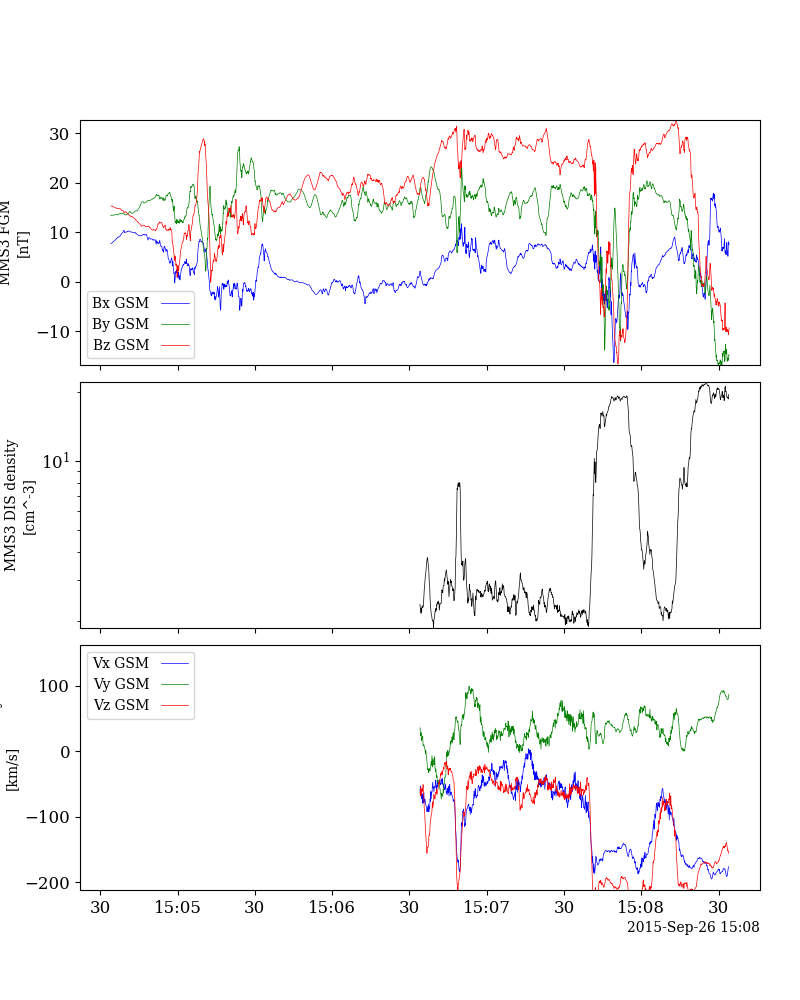 30
20
10
0
−10
MMS3 FGM
[nT]
Bx GSM
By GSM
Bz GSM
10^1
MMS3 DIS density
[cm^-3]
Vx GSM
Vy GSM
Vz GSM
100
0
−100
−200
[km/s]
30 15:05 30 15:06 30 15:07 30 15:08 30
2015-Sep-26 15:08